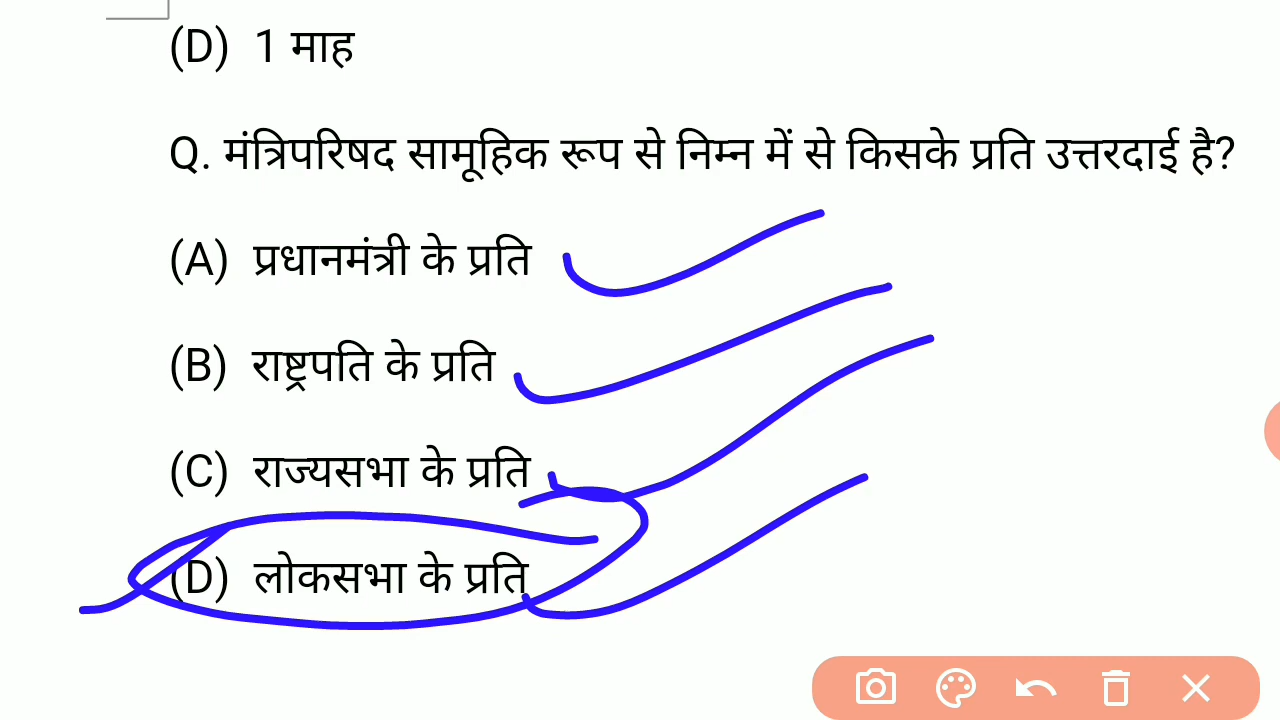 (D) 1 माह
Q. मंत्रिपरिषद सामूहिक रूप से निम्न में से किसके प्रति उत्तरदाई है?
(A) प्रधानमंत्री के प्रति
(B) राष्ट्रपति के प्रति
(C) राज्यसभा के प्रति
(D) लोकसभा के प्रति